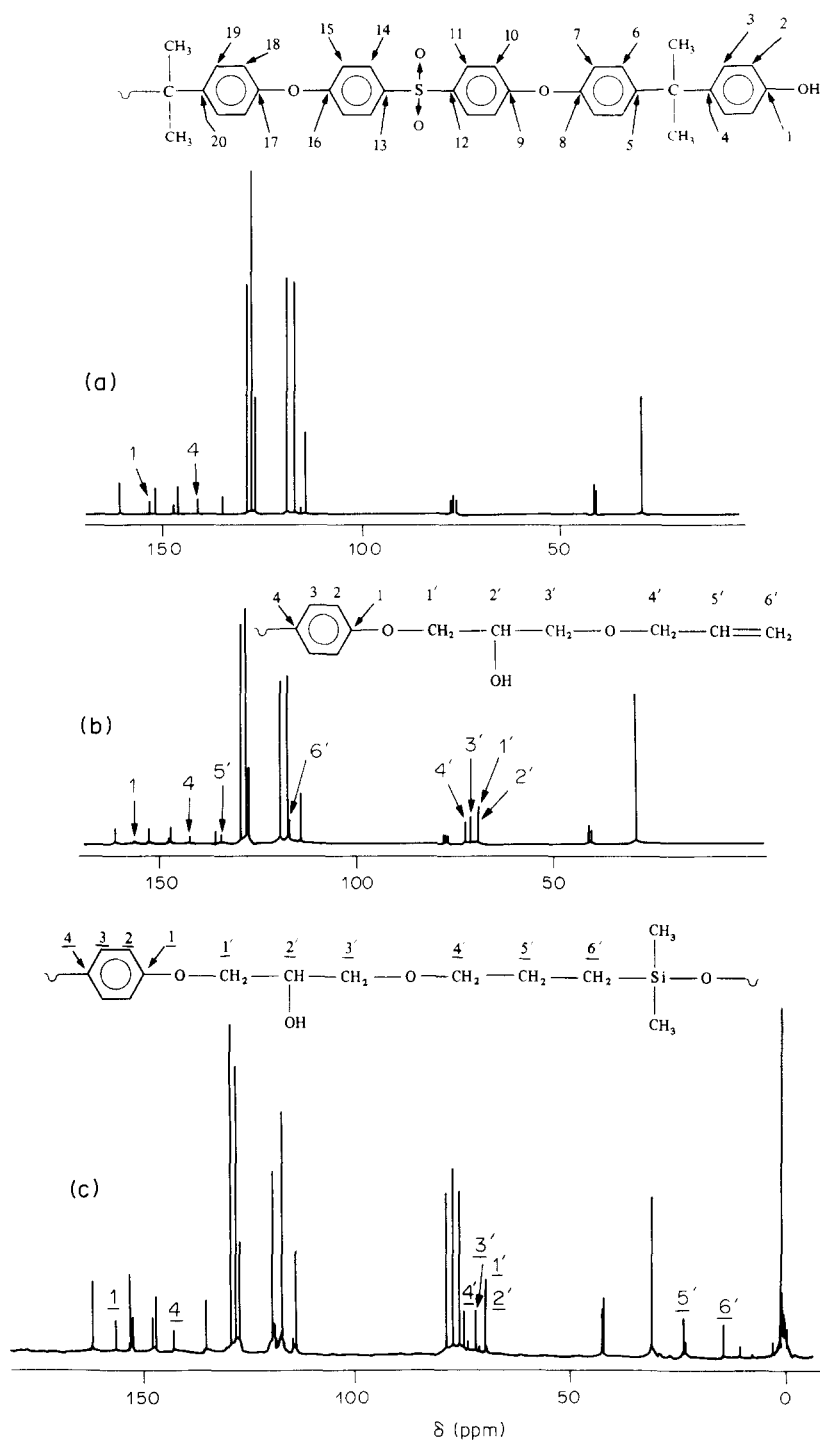 19 18 15 14 11 10 7 6 3 2
CH₃ O CH₃
C O S O C OH
CH₃ O CH₃
20 17 16 13 12 9 8 5 4 1
(a)
1 4
150 100 50
4 3 2 1 1′ 2′ 3′ 4′ 5′ 6′
O—CH₂—CH—CH₂—O—CH₂—CH=CH₂
OH
(b)
1 4 5′ 6′ 4′ 3′ 1′ 2′
150 100 50
4 3 2 1 1′ 2′ 3′ 4′ 5′ 6′
CH₃
O—CH₂—CH—CH₂—O—CH₂—CH₂—CH₂—Si—O
OH CH₃
(c)
1 4 4′ 3′ 1′ 2′ 5′ 6′
150 100 50 0
δ (ppm)